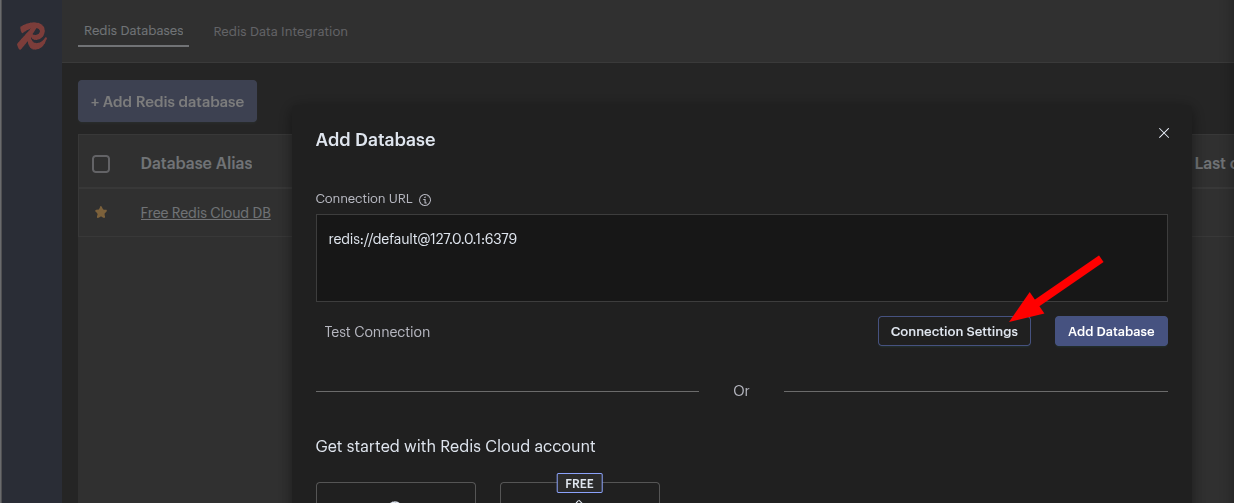 Redis Databases
Redis Data Integration
+ Add Redis database
Add Database
Database Alias
Last
Connection URL
Free Redis Cloud DB
redis://default@127.0.0.1:6379
Test Connection
Connection Settings
Add Database
Or
Get started with Redis Cloud account
FREE